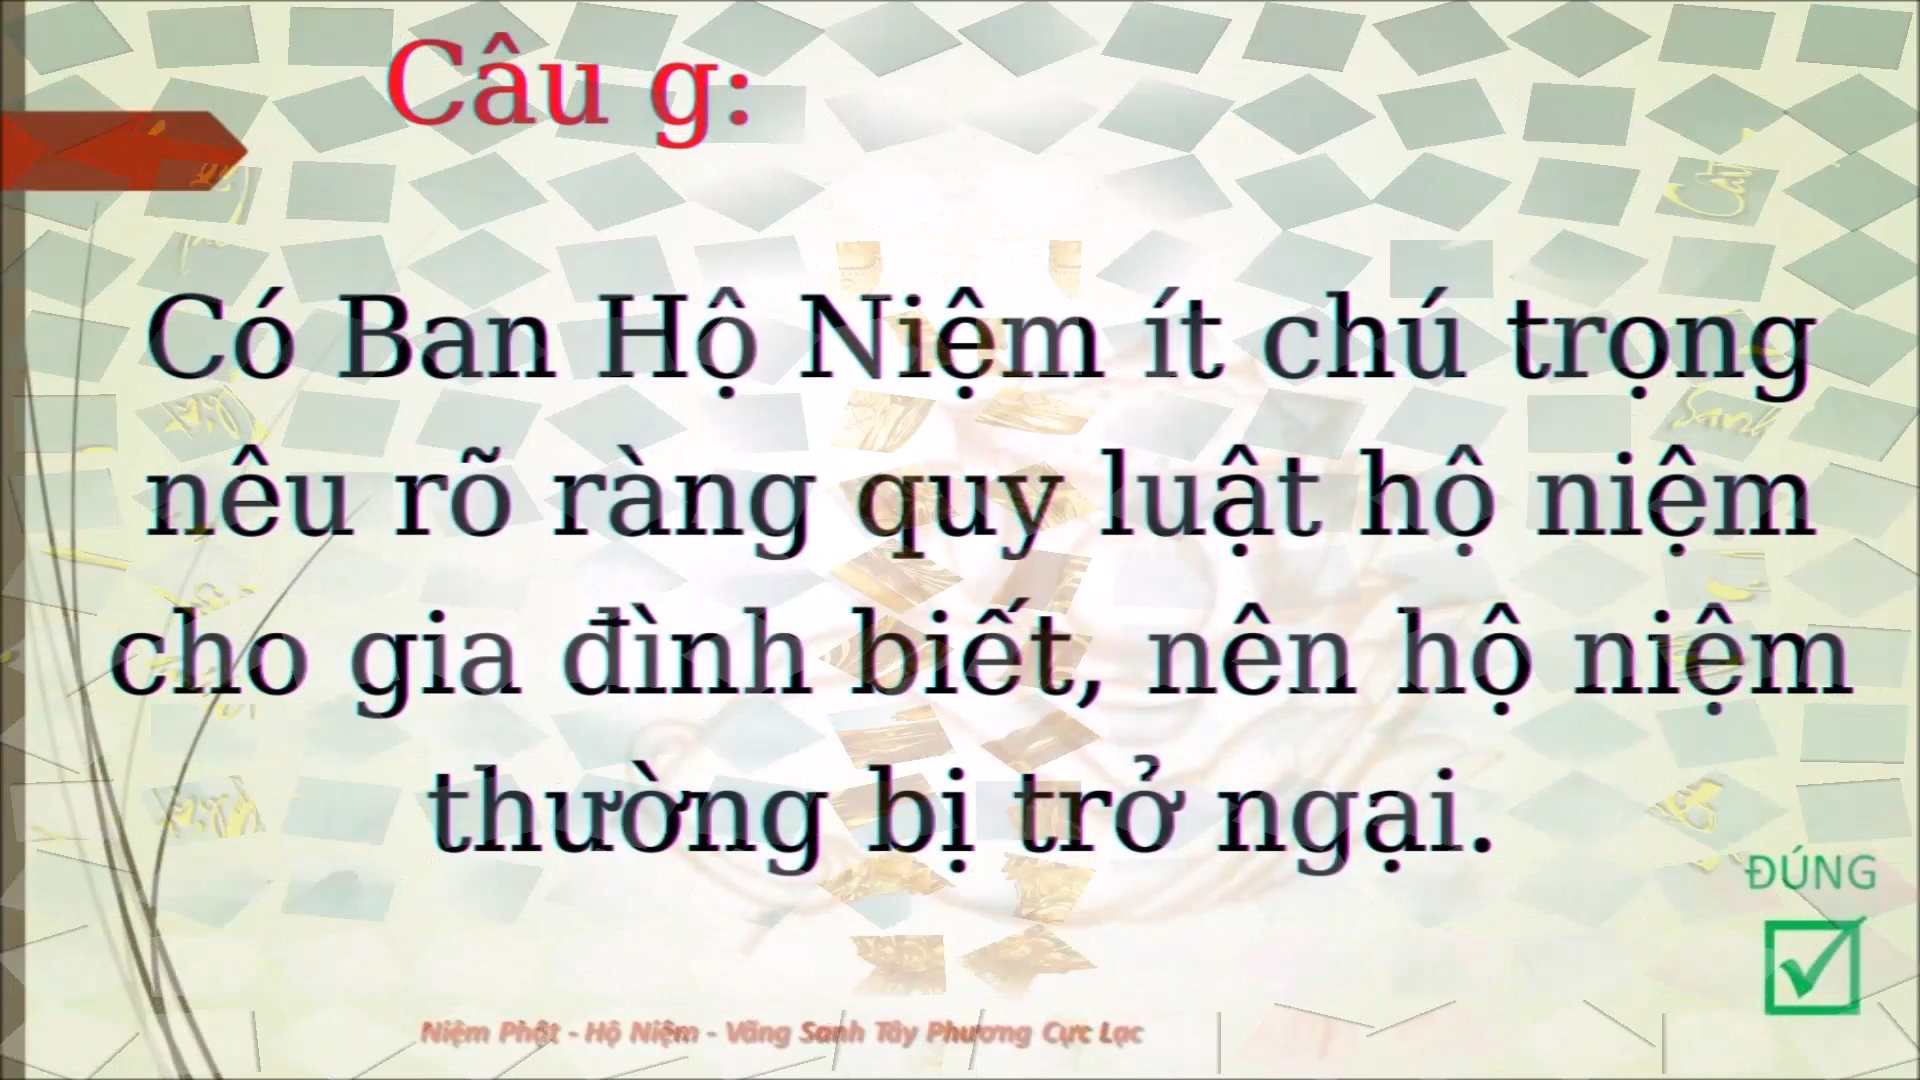 Câu g:
Có Ban Hộ Niệm ít chú trọng
nêu rõ ràng quy luật hộ niệm
cho gia đình biết, nên hộ niệm
thường bị trở ngại.
ĐÚNG
Niệm Phật - Hộ Niệm - Vãng Sanh Tây Phương Cực Lạc